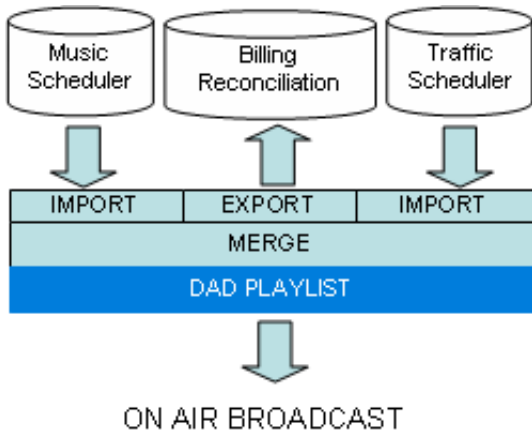 Music
Scheduler
Billing
Reconciliation
Traffic
Scheduler
IMPORT
EXPORT
IMPORT
MERGE
DAD PLAYLIST
ON AIR BROADCAST